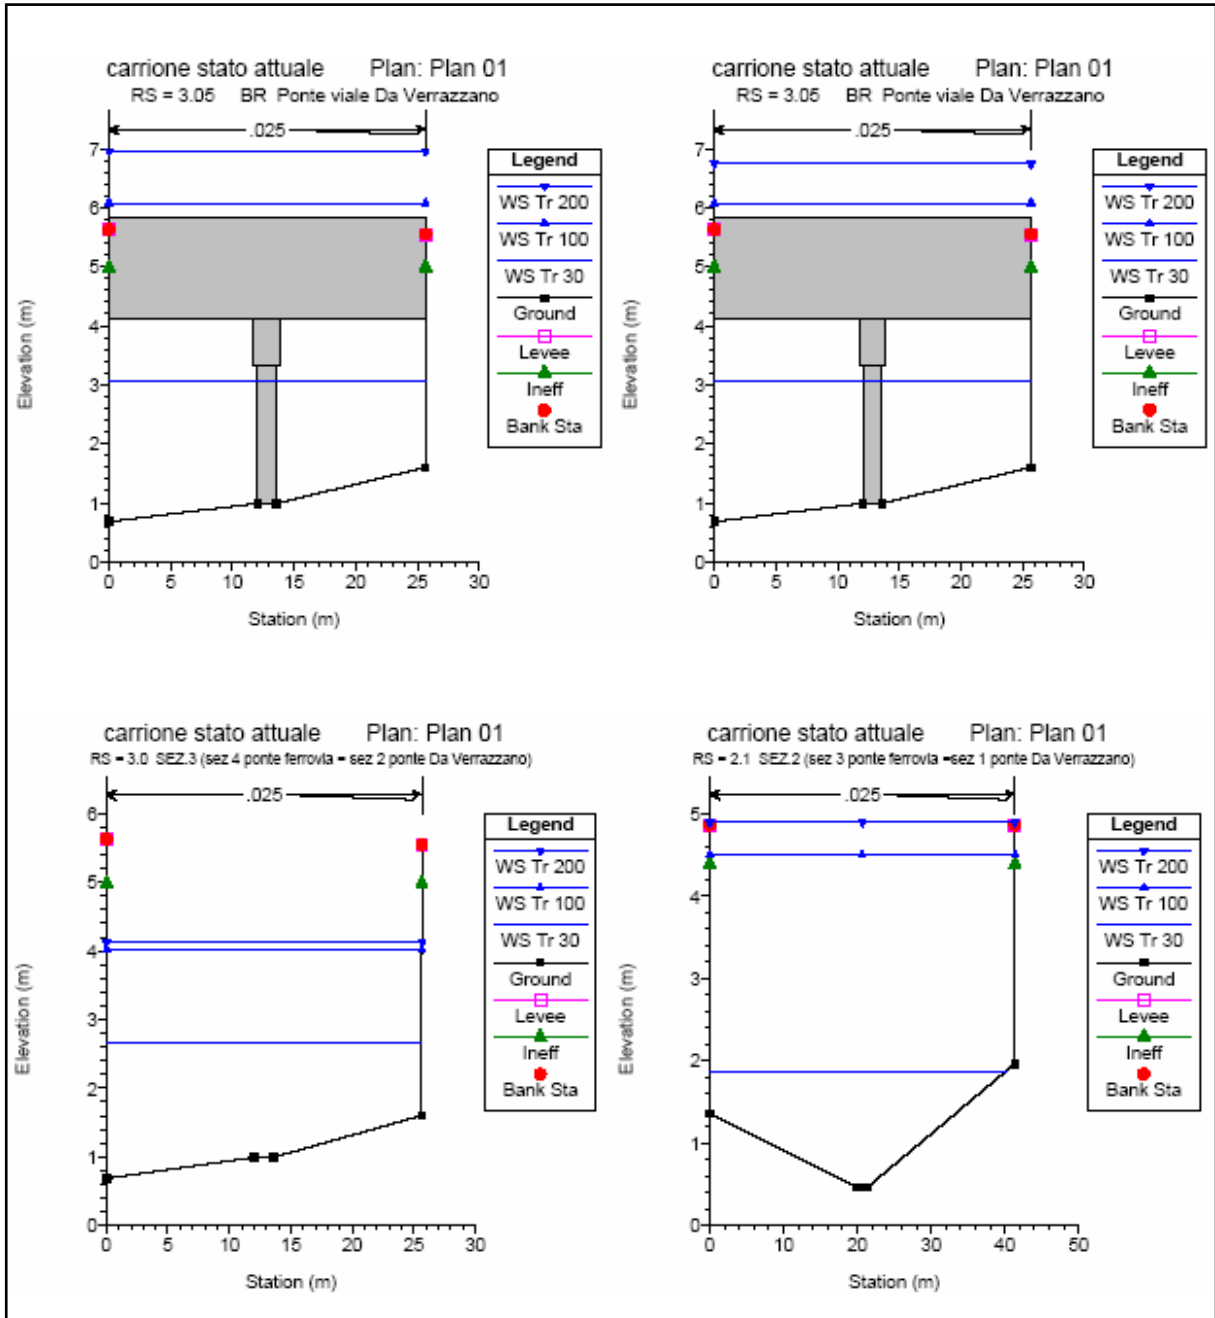 carrione stato attuale Plan: Plan 01
RS = 3.05 BR Ponte viale Da Verrazzano
.025
7
6
5
4
3
2
1
0
Elevation (m)
0 5 10 15 20 25 30
Station (m)
Legend
WS Tr 200
WS Tr 100
WS Tr 30
Ground
Levee
Ineff
Bank Sta
carrione stato attuale Plan: Plan 01
RS = 3.05 BR Ponte viale Da Verrazzano
.025
7
6
5
4
3
2
1
0
Elevation (m)
0 5 10 15 20 25 30
Station (m)
Legend
WS Tr 200
WS Tr 100
WS Tr 30
Ground
Levee
Ineff
Bank Sta
carrione stato attuale Plan: Plan 01
RS = 3.0 SEZ.3 (sez 4 ponte ferrovia = sez 2 ponte Da Verrazzano)
.025
6
5
4
3
2
1
0
Elevation (m)
0 5 10 15 20 25 30
Station (m)
Legend
WS Tr 200
WS Tr 100
WS Tr 30
Ground
Levee
Ineff
Bank Sta
carrione stato attuale Plan: Plan 01
RS = 2.1 SEZ.2 (sez 3 ponte ferrovia =sez 1 ponte Da Verrazzano)
.025
5
4
3
2
1
0
Elevation (m)
0 10 20 30 40 50
Station (m)
Legend
WS Tr 200
WS Tr 100
WS Tr 30
Ground
Levee
Ineff
Bank Sta